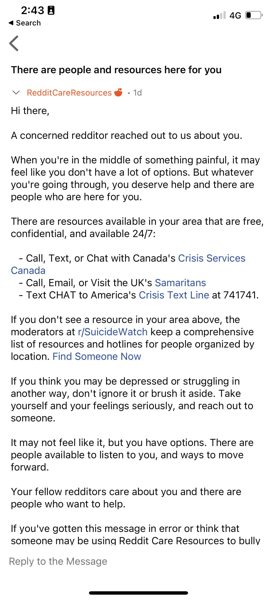 2:43
4G
Search
There are people and resources here for you
RedditCareResources • 1d
Hi there,
A concerned redditor reached out to us about you.
When you're in the middle of something painful, it may
feel like you don't have a lot of options. But whatever
you're going through, you deserve help and there are
people who are here for you.
There are resources available in your area that are free,
confidential, and available 24/7:
- Call, Text, or Chat with Canada's Crisis Services
Canada
- Call, Email, or Visit the UK's Samaritans
- Text CHAT to America's Crisis Text Line at 741741.
If you don't see a resource in your area above, the
moderators at r/SuicideWatch keep a comprehensive
list of resources and hotlines for people organized by
location. Find Someone Now
If you think you may be depressed or struggling in
another way, don't ignore it or brush it aside. Take
yourself and your feelings seriously, and reach out to
someone.
It may not feel like it, but you have options. There are
people available to listen to you, and ways to move
forward.
Your fellow redditors care about you and there are
people who want to help.
If you've gotten this message in error or think that
someone may be using Reddit Care Resources to bully
Reply to the Message